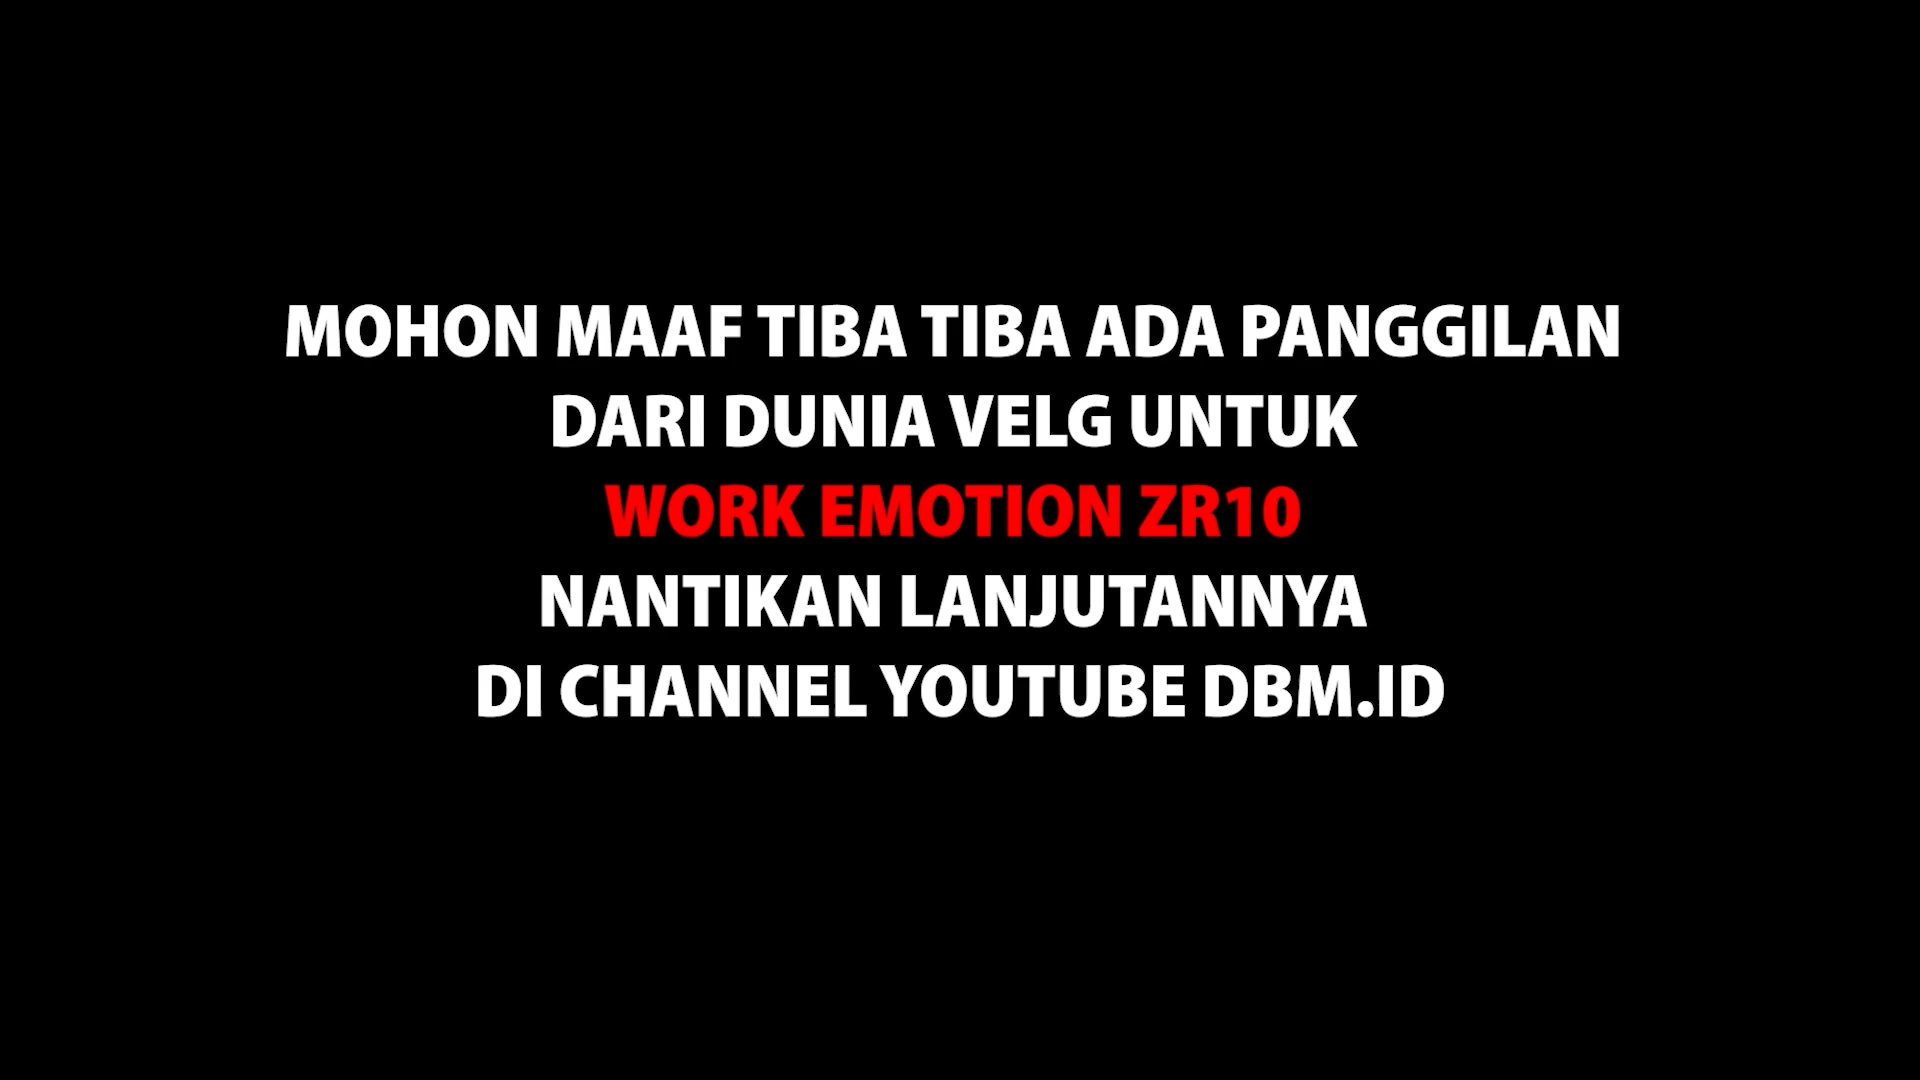 MOHON MAAF TIBA TIBA ADA PANGGILAN
DARI DUNIA VELG UNTUK
WORK EMOTION ZR10
NANTIKAN LANJUTANNYA
DI CHANNEL YOUTUBE DBM.ID